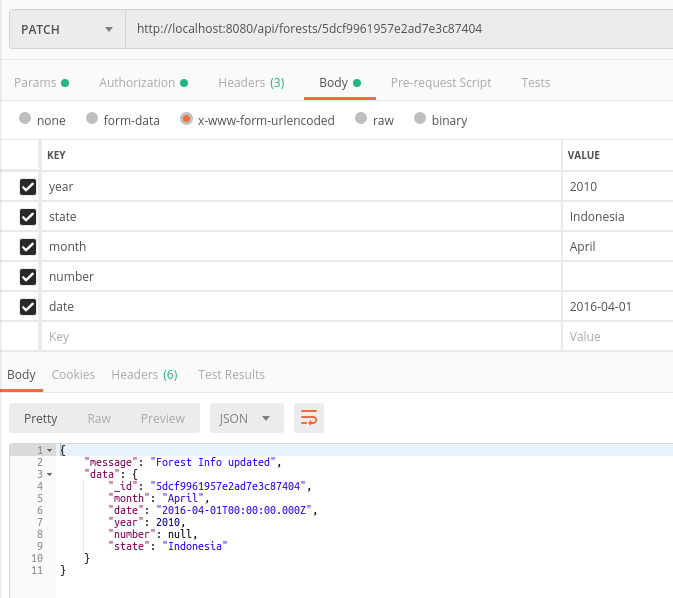 PATCH http://localhost:8080/api/forests/5dcf9961957e2ad7e3c87404
Params Authorization Headers (3) Body Pre-request Script Tests
none form-data x-www-form-urlencoded raw binary
KEY VALUE
year 2010
state Indonesia
month April
number
date 2016-04-01
Key Value
Body Cookies Headers (6) Test Results
Pretty Raw Preview JSON
1 {
2 "message": "Forest Info updated",
3 "data": {
4 "_id": "5dcf9961957e2ad7e3c87404",
5 "month": "April",
6 "date": "2016-04-01T00:00:00.000Z",
7 "year": 2010,
8 "number": null,
9 "state": "Indonesia"
10 }
11 }